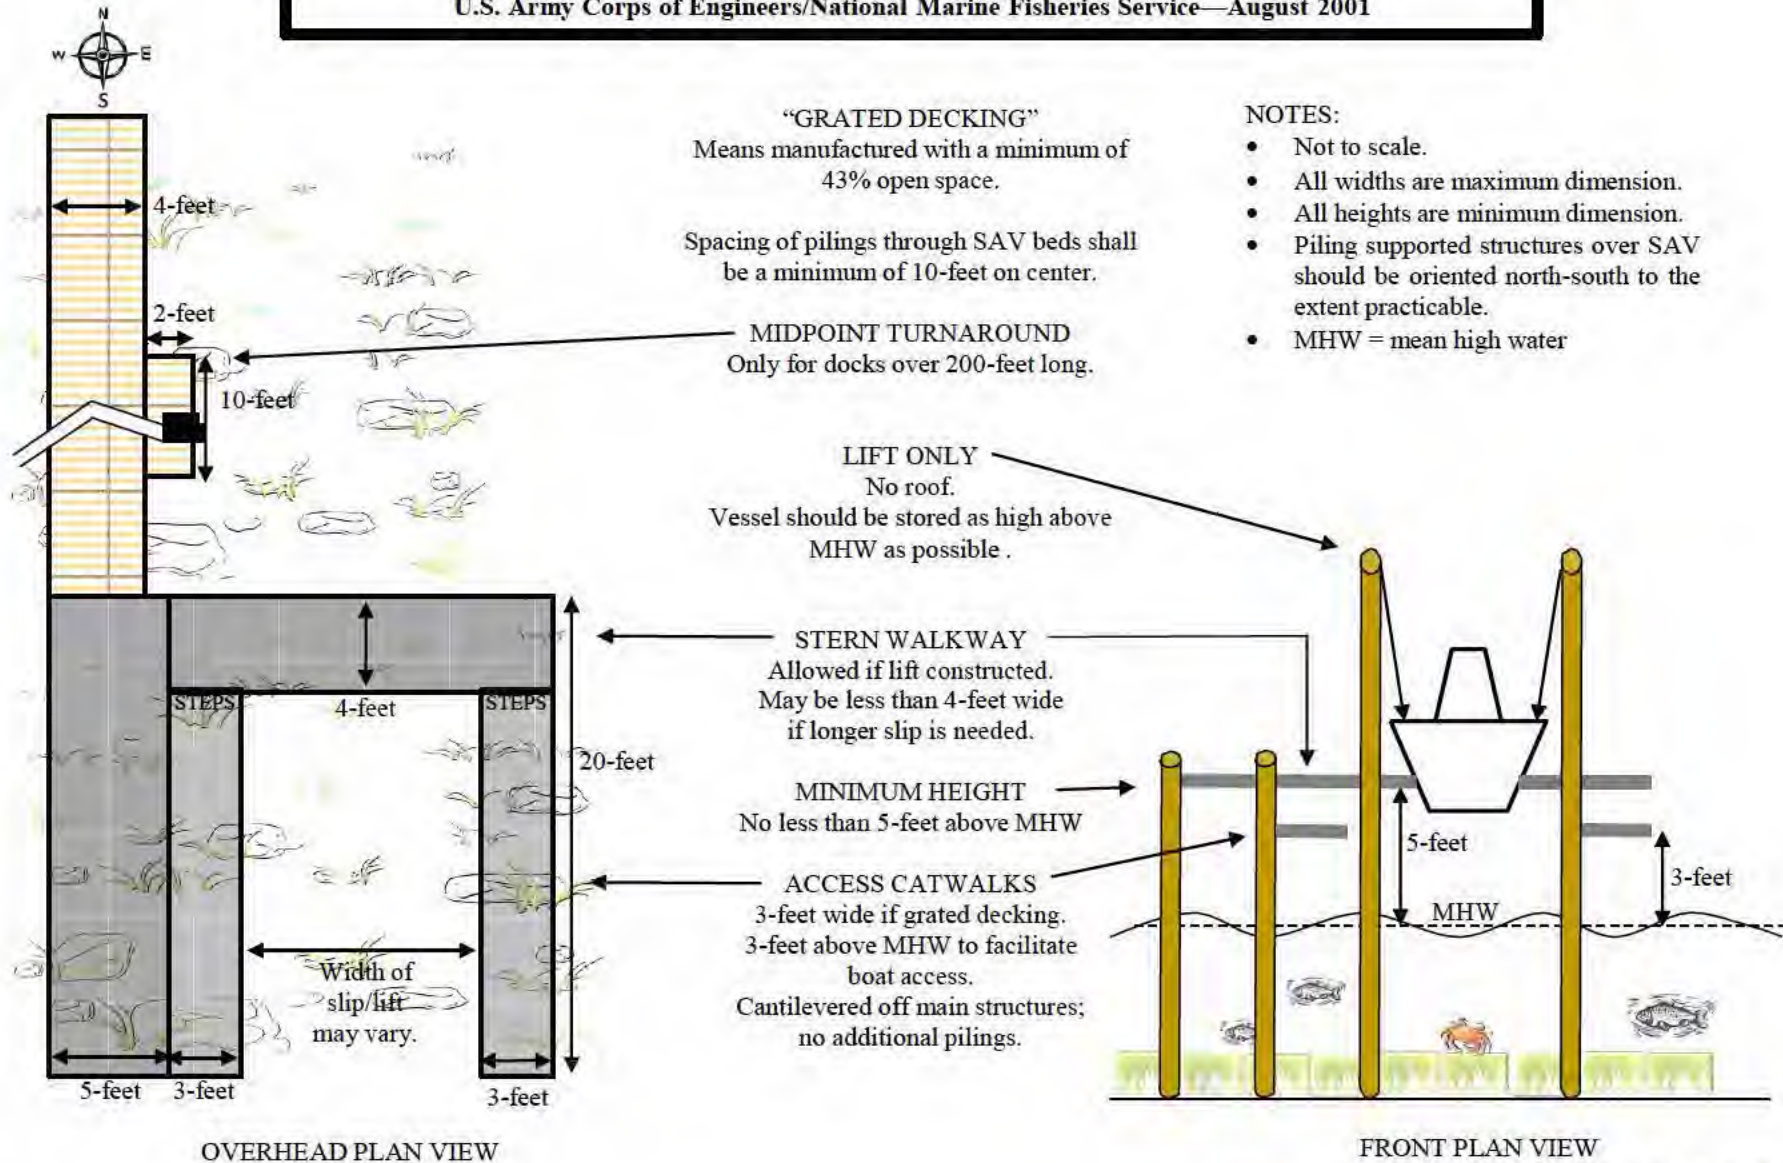 U.S. Army Corps of Engineers/National Marine Fisheries Service—August 2001
N
W E
S
4-feet
2-feet
10-feet
STEPS
STEPS
4-feet
20-feet
Width of
slip/lift
may vary.
5-feet
3-feet
3-feet
OVERHEAD PLAN VIEW
“GRATED DECKING”
Means manufactured with a minimum of
43% open space.
Spacing of pilings through SAV beds shall
be a minimum of 10-feet on center.
MIDPOINT TURNAROUND
Only for docks over 200-feet long.
LIFT ONLY
No roof.
Vessel should be stored as high above
MHW as possible .
STERN WALKWAY
Allowed if lift constructed.
May be less than 4-feet wide
if longer slip is needed.
MINIMUM HEIGHT
No less than 5-feet above MHW
ACCESS CATWALKS
3-feet wide if grated decking.
3-feet above MHW to facilitate
boat access.
Cantilevered off main structures;
no additional pilings.
NOTES:
• Not to scale.
• All widths are maximum dimension.
• All heights are minimum dimension.
• Piling supported structures over SAV
should be oriented north-south to the
extent practicable.
• MHW = mean high water
5-feet
3-feet
MHW
FRONT PLAN VIEW